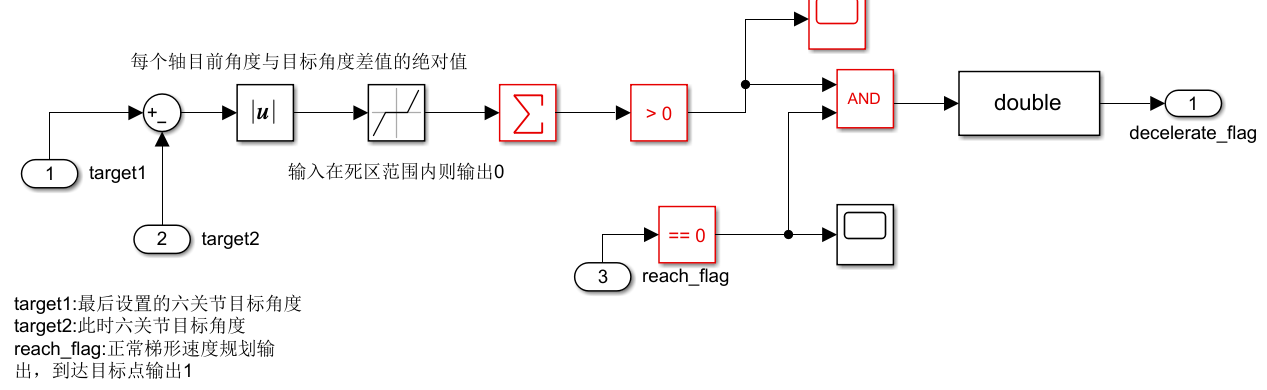 每个轴目前角度与目标角度差值的绝对值
+
−
|u|
∑
> 0
AND
double
1
decelerate_flag
1
target1
输入在死区范围内则输出0
2
target2
== 0
3
reach_flag
target1:最后设置的六关节目标角度
target2:此时六关节目标角度
reach_flag:正常梯形速度规划输
出，到达目标点输出1